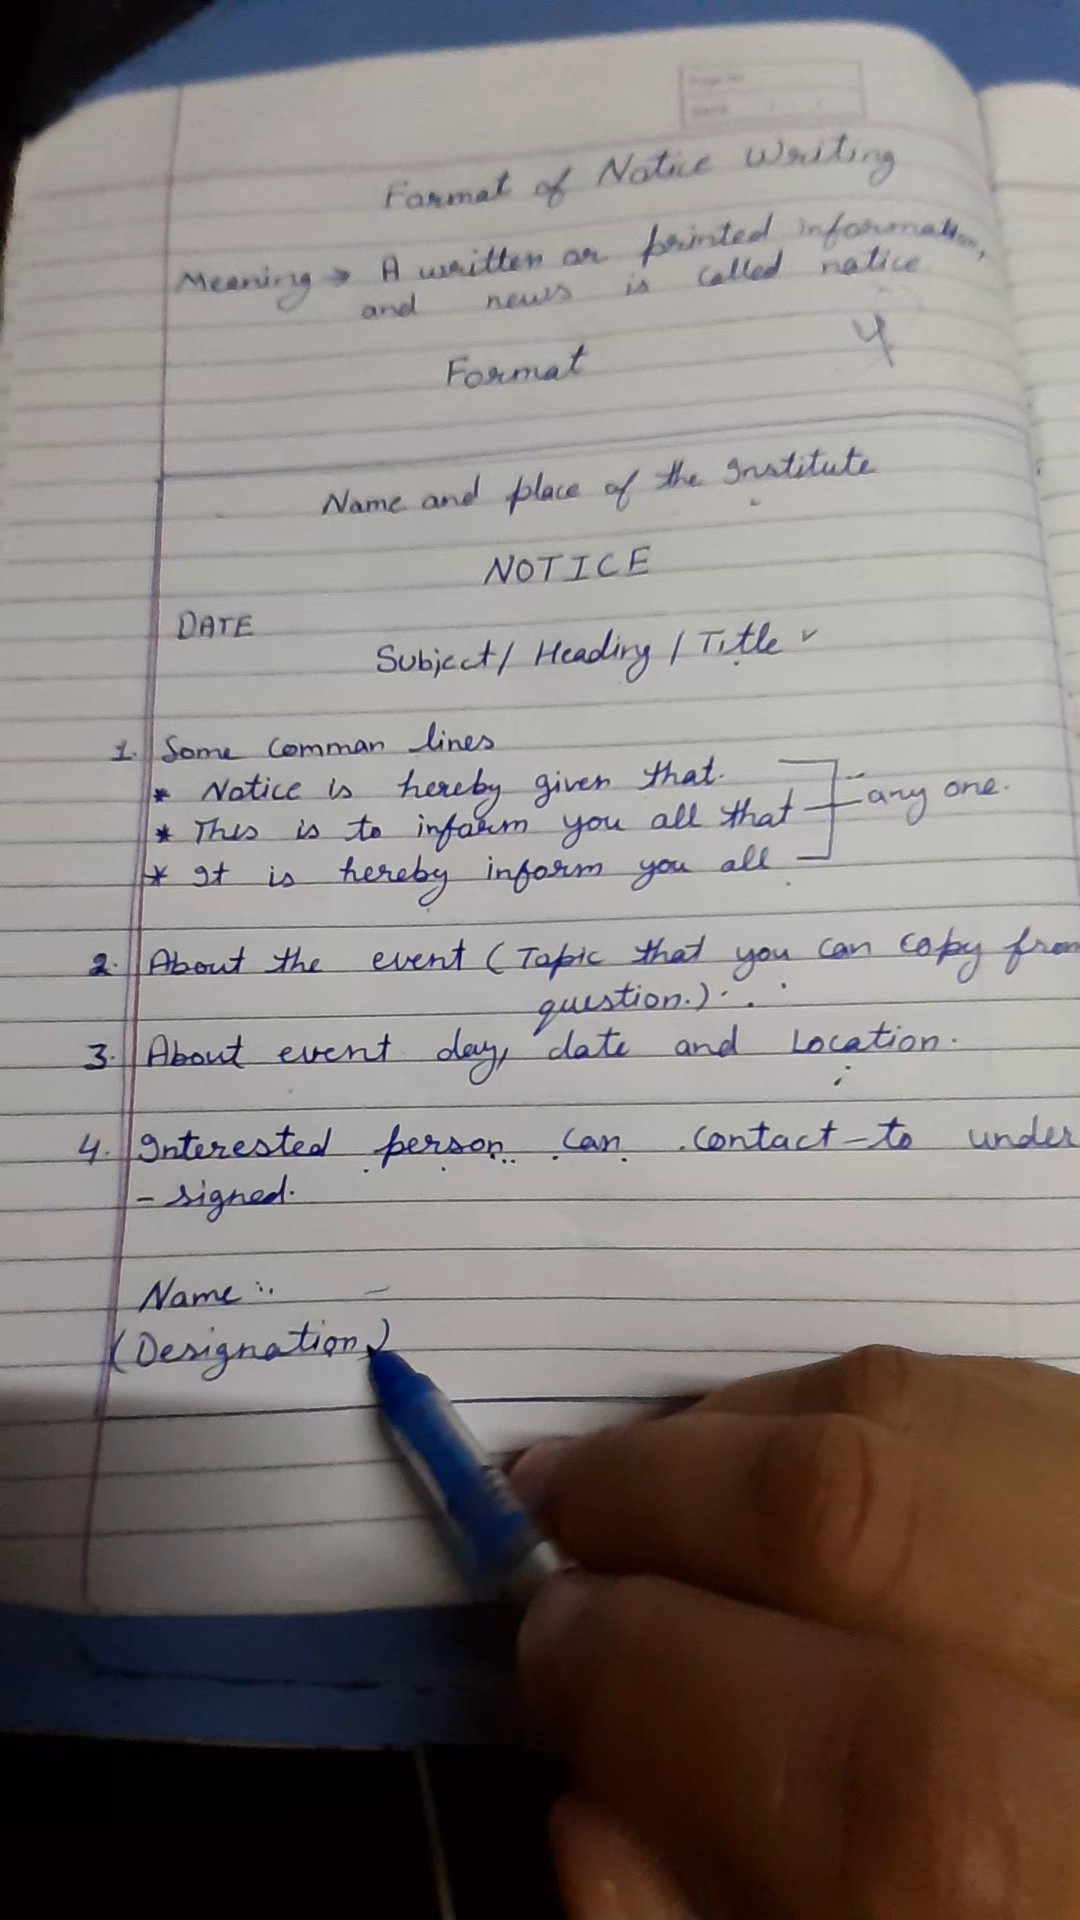 Format of Notice Writing
Meaning → A written or printed information,
and news is called notice.
4
Format
Name and place of the Institute
NOTICE
DATE
Subject/ Heading / Title
1. Some Comman lines
* Notice is hereby given that.
* This is to inform you all that
any one.
* It is hereby inform you all
2. About the event (Topic that you can copy from
question.)
3. About event day, date and Location.
4. Interested person can contact to under
- signed.
Name :
(Designation)